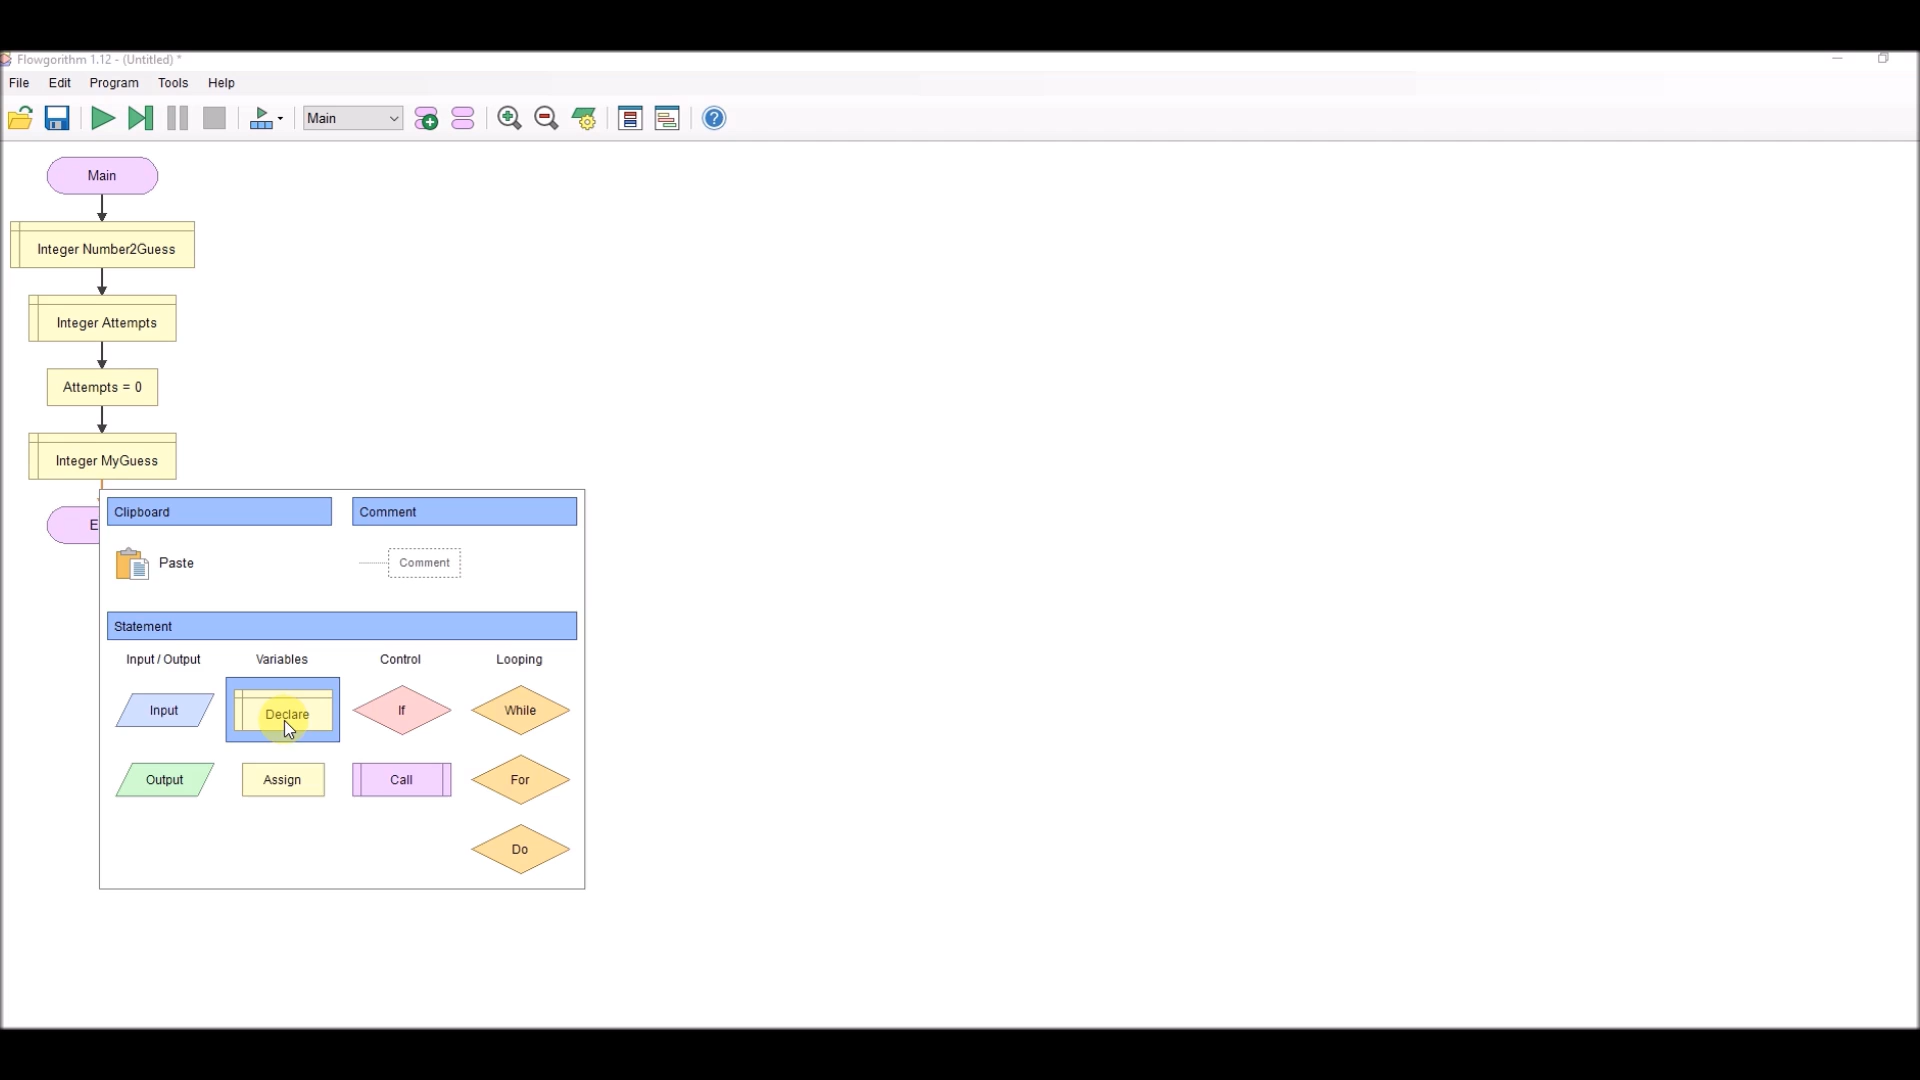 Flowgorithm 1.12 - (Untitled) *
File Edit Program Tools Help
Main
Main
Integer Number2Guess
Integer Attempts
Attempts = 0
Integer MyGuess
E
Clipboard Comment
Paste Comment
Statement
Input / Output Variables Control Looping
Input Declare If While
Output Assign Call For
Do